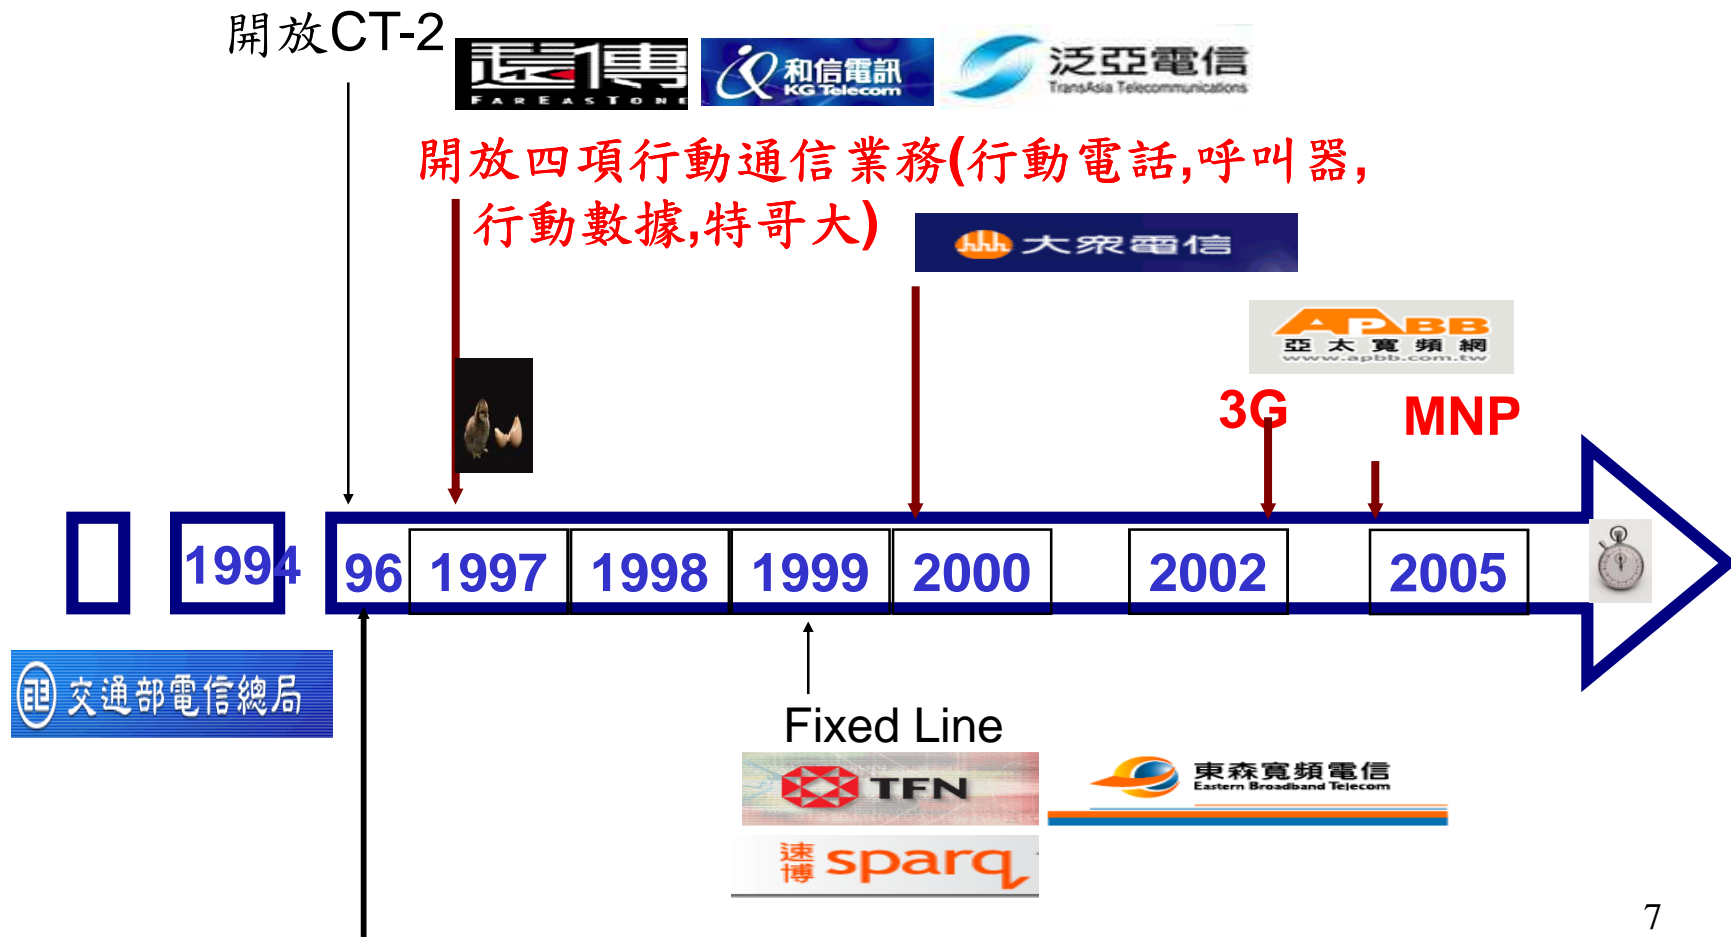 開放CT-2
遠傳
FAREASTONE
和信電訊
KG Telecom
泛亞電信
TransAsia Telecommunications
開放四項行動通信業務(行動電話,呼叫器,
行動數據,特哥大)
大眾電信
APBB
亞太寬頻網
www.apbb.com.tw
3G
MNP
1994
96
1997
1998
1999
2000
2002
2005
交通部電信總局
Fixed Line
TFN
東森寬頻電信
Eastern Broadband Telecom
速博
sparq
7